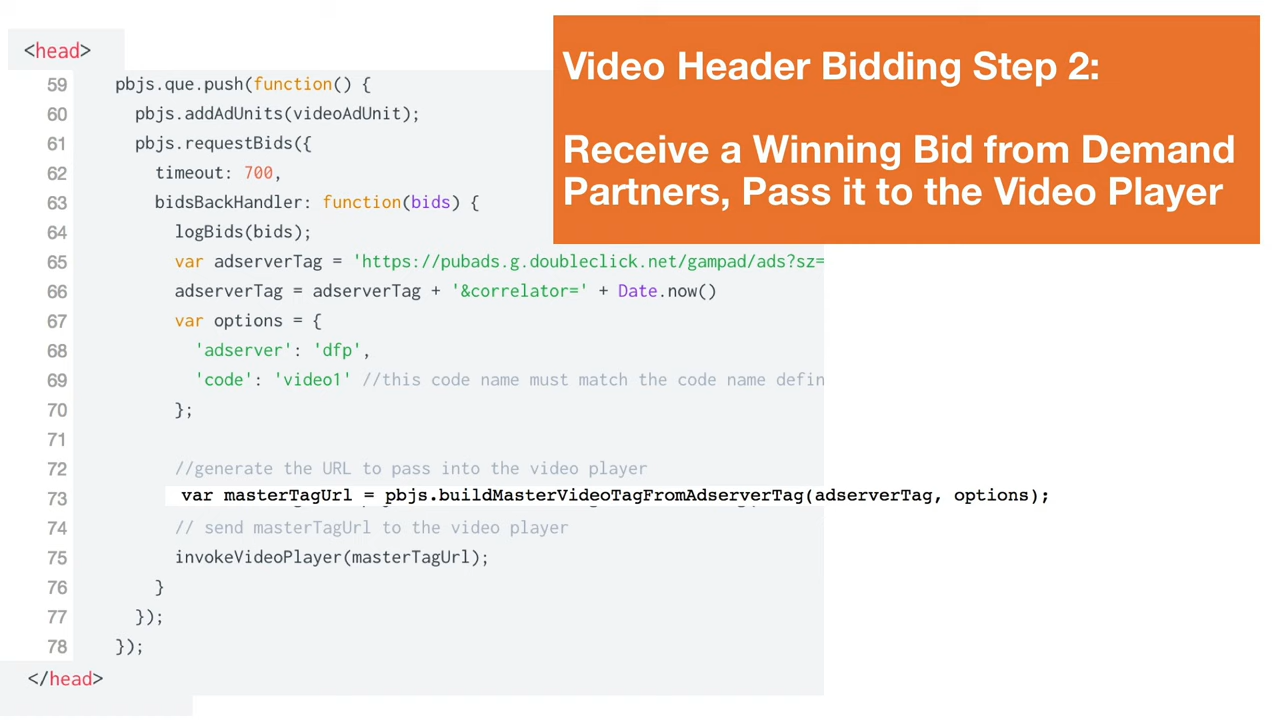 <head>
Video Header Bidding Step 2:
Receive a Winning Bid from Demand
Partners, Pass it to the Video Player
59 pbjs.que.push(function() {
60 pbjs.addAdUnits(videoAdUnit);
61 pbjs.requestBids({
62 timeout: 700,
63 bidsBackHandler: function(bids) {
64 logBids(bids);
65 var adserverTag = 'https://pubads.g.doubleclick.net/gampad/ads?sz=
66 adserverTag = adserverTag + '&correlator=' + Date.now()
67 var options = {
68 'adserver': 'dfp',
69 'code': 'video1' //this code name must match the code name defin
70 };
71
72 //generate the URL to pass into the video player
73 var masterTagUrl = pbjs.buildMasterVideoTagFromAdserverTag(adserverTag, options);
74 // send masterTagUrl to the video player
75 invokeVideoPlayer(masterTagUrl);
76 }
77 });
78 });
</head>